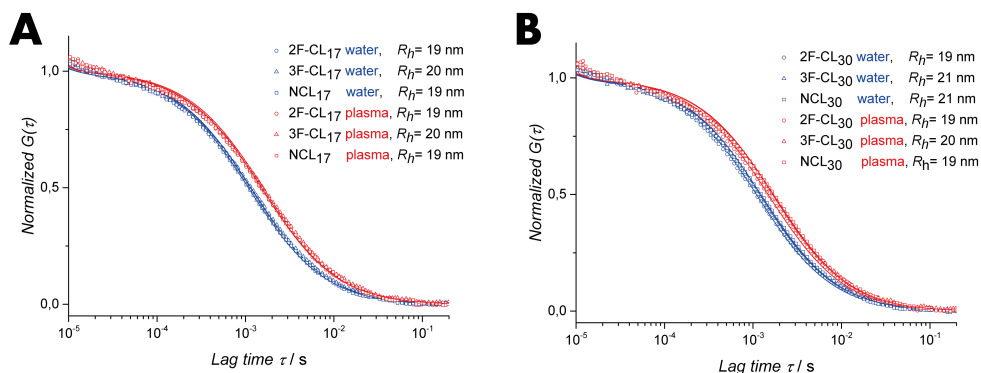 A
2F-CL17 water, Rh= 19 nm
3F-CL17 water, Rh= 20 nm
NCL17 water, Rh= 19 nm
2F-CL17 plasma, Rh= 19 nm
3F-CL17 plasma, Rh= 20 nm
NCL17 plasma, Rh= 19 nm
Normalized G(τ)
1,0
0,5
0,0
10-5 10-4 10-3 10-2 10-1
Lag time τ / s
B
2F-CL30 water, Rh= 19 nm
3F-CL30 water, Rh= 21 nm
NCL30 water, Rh= 21 nm
2F-CL30 plasma, Rh= 19 nm
3F-CL30 plasma, Rh= 20 nm
NCL30 plasma, Rh= 19 nm
Normalized G(τ)
1,0
0,5
0,0
10-5 10-4 10-3 10-2 10-1
Lag time τ / s